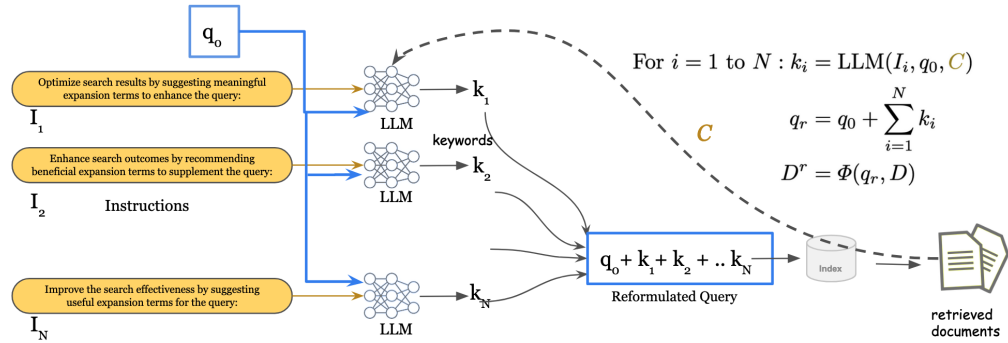 q₀
Optimize search results by suggesting meaningful
expansion terms to enhance the query:
I₁
LLM
k₁
keywords
Enhance search outcomes by recommending
beneficial expansion terms to supplement the query:
I₂
Instructions
LLM
k₂
Improve the search effectiveness by suggesting
useful expansion terms for the query:
I_N
LLM
k_N
q₀ + k₁ + k₂ + .. k_N
Reformulated Query
Index
retrieved
documents
C
For i = 1 to N : kᵢ = LLM(Iᵢ, q₀, C)
qᵣ = q₀ + ∑_{i=1}^{N} kᵢ
Dʳ = Φ(qᵣ, D)